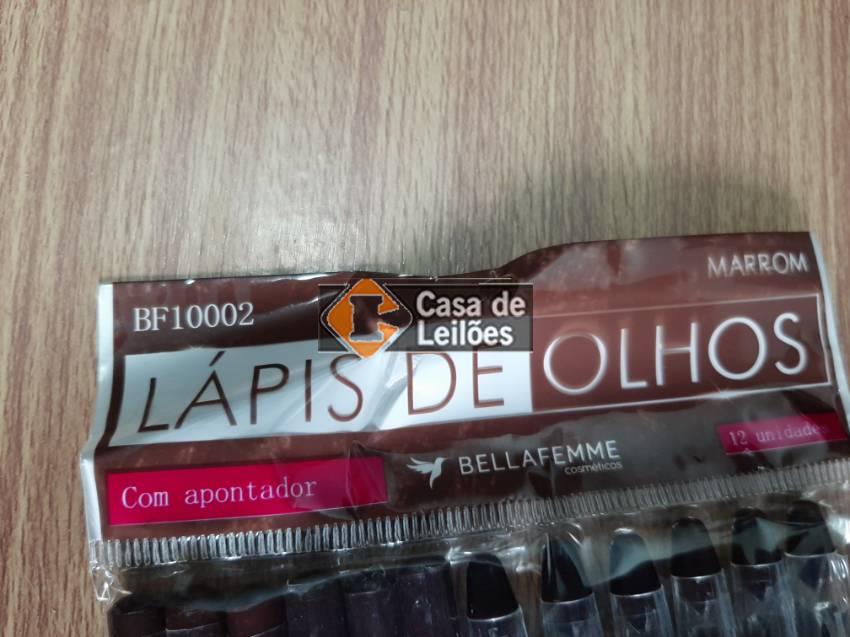 MARROM
BF10002
Casa de
Leilões
LÁPIS DE OLHOS
12 unidades
BELLAFEMME
cosméticos
Com apontador